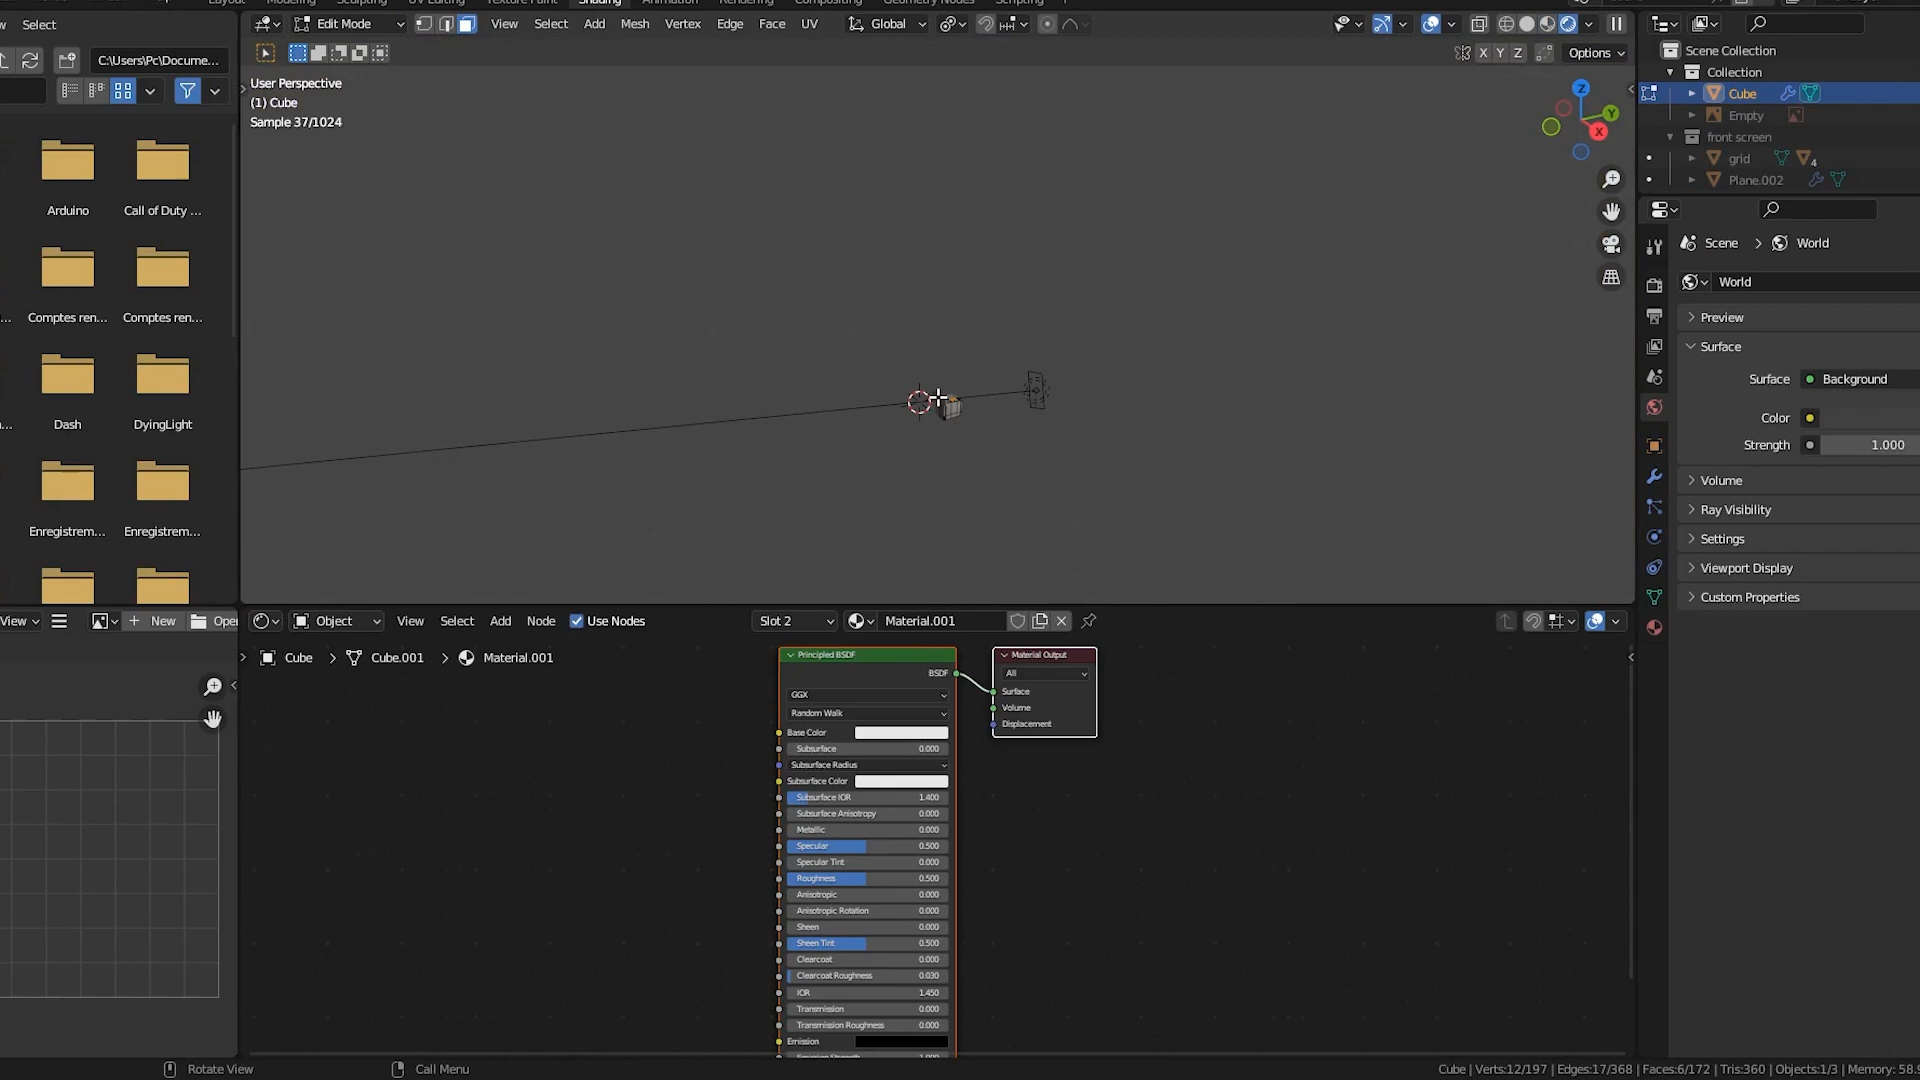 Select
Edit Mode
View
Select
Add
Mesh
Vertex
Edge
Face
UV
Global
C:\Users\Pc\Docume...
X Y Z
Options
User Perspective
(1) Cube
Sample 37/1024
Z
Y
X
Arduino
Call of Duty ...
Comptes ren...
Comptes ren...
Dash
DyingLight
Enregistrem...
Enregistrem...
Scene Collection
Collection
Cube
Empty
front screen
grid
4
Plane.002
Scene
World
World
Preview
Surface
Surface
Background
Color
Strength
1.000
Volume
Ray Visibility
Settings
Viewport Display
Custom Properties
View
New
Open
Object
View
Select
Add
Node
Use Nodes
Slot 2
Material.001
Cube
Cube.001
Material.001
Principled BSDF
BSDF
GGX
Random Walk
Base Color
Subsurface 0.000
Subsurface Radius
Subsurface Color
Subsurface IOR 1.400
Subsurface Anisotropy 0.000
Metallic 0.000
Specular 0.500
Specular Tint 0.000
Roughness 0.500
Anisotropic 0.000
Anisotropic Rotation 0.000
Sheen 0.000
Sheen Tint 0.500
Clearcoat 0.000
Clearcoat Roughness 0.030
IOR 1.450
Transmission 0.000
Transmission Roughness 0.000
Emission
Material Output
All
Surface
Volume
Displacement
Rotate View
Call Menu
Cube | Verts:12/197 | Edges:17/368 | Faces:6/172 | Tris:360 | Objects:1/3 | Memory: 58.